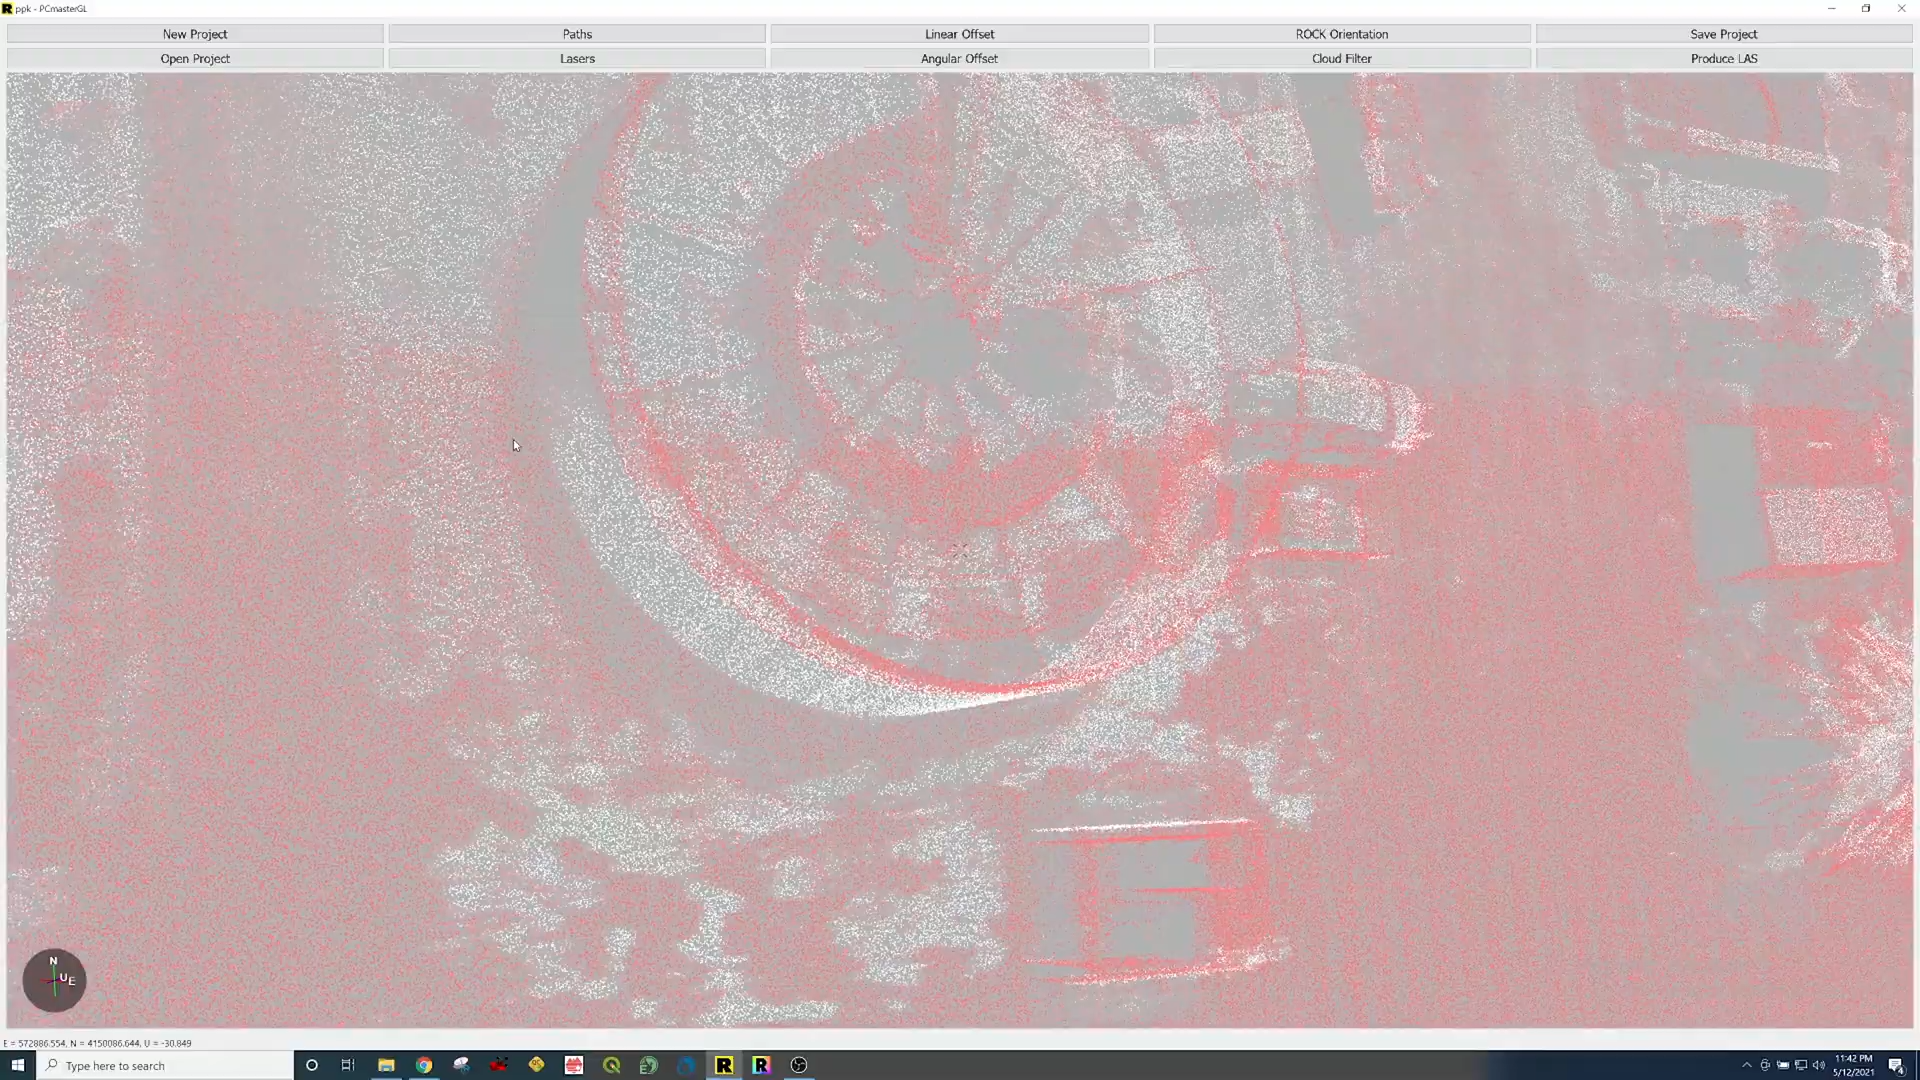 R ppk - PCmasterGL
New Project
Paths
Linear Offset
ROCK Orientation
Save Project
Open Project
Lasers
Angular Offset
Cloud Filter
Produce LAS
N
U
E
E = 572886.554, N = 4150086.644, U = -30.849
Type here to search
R
R
11:42 PM
5/12/2021